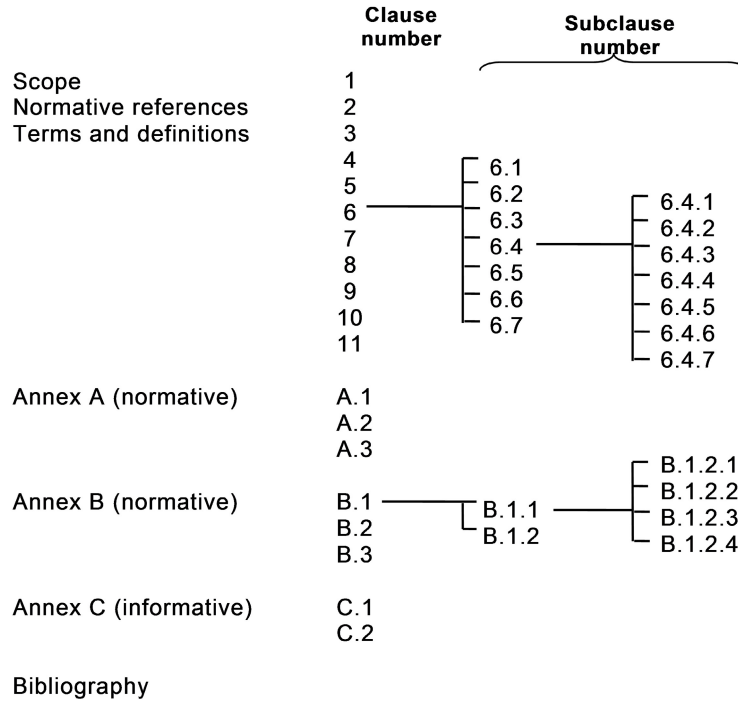 Clause number
Subclause number
Scope 1
Normative references 2
Terms and definitions 3
4
5
6
7
8
9
10
11
6.1
6.2
6.3
6.4
6.5
6.6
6.7
6.4.1
6.4.2
6.4.3
6.4.4
6.4.5
6.4.6
6.4.7
Annex A (normative) A.1
A.2
A.3
Annex B (normative) B.1
B.2
B.3
B.1.1
B.1.2
B.1.2.1
B.1.2.2
B.1.2.3
B.1.2.4
Annex C (informative) C.1
C.2
Bibliography